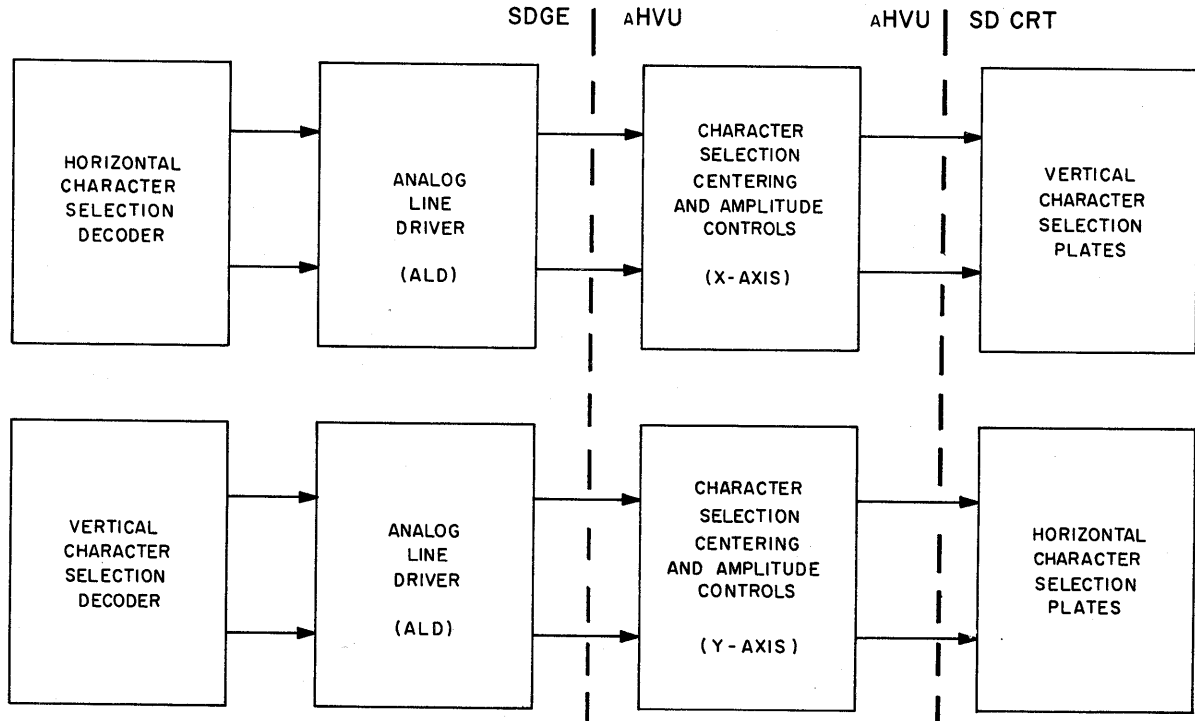 SDGE AHVU AHVU SD CRT
HORIZONTAL
CHARACTER
SELECTION
DECODER
ANALOG
LINE
DRIVER
(ALD)
CHARACTER
SELECTION
CENTERING
AND AMPLITUDE
CONTROLS
(X-AXIS)
VERTICAL
CHARACTER
SELECTION
PLATES
VERTICAL
CHARACTER
SELECTION
DECODER
ANALOG
LINE
DRIVER
(ALD)
CHARACTER
SELECTION
CENTERING
AND AMPLITUDE
CONTROLS
(Y-AXIS)
HORIZONTAL
CHARACTER
SELECTION
PLATES